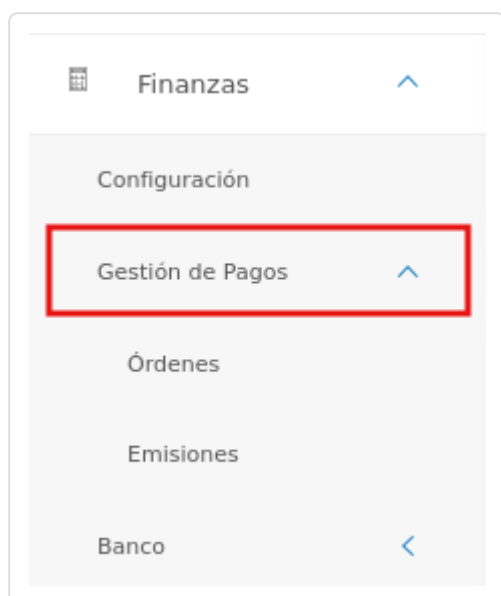 Finanzas
Configuración
Gestión de Pagos
Órdenes
Emisiones
Banco